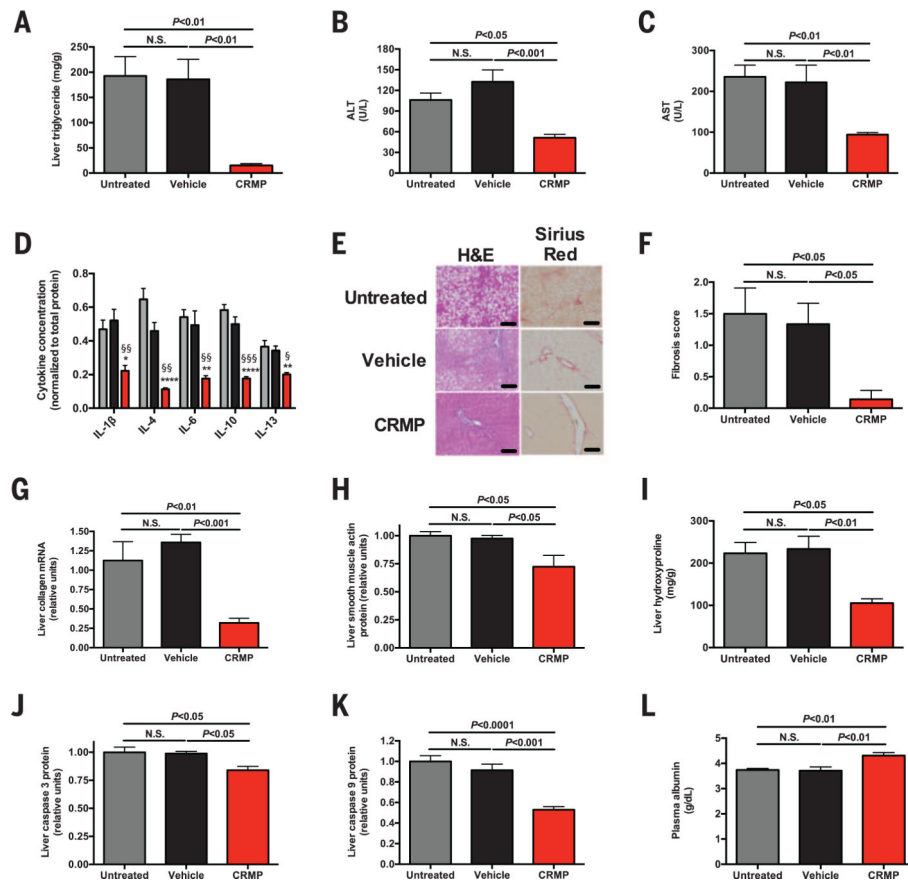 A
P<0.01
N.S.
P<0.01
Liver triglyceride (mg/g)
250
200
150
100
50
0
Untreated
Vehicle
CRMP
B
P<0.05
N.S.
P<0.001
ALT
(U/L)
180
150
120
90
60
30
0
Untreated
Vehicle
CRMP
C
P<0.01
N.S.
P<0.01
AST
(U/L)
300
200
100
0
Untreated
Vehicle
CRMP
D
Cytokine concentration
(normalized to total protein)
0.8
0.6
0.4
0.2
0.0
§§
*
§§
****
§§
**
§§§
****
§
**
IL-1β
IL-4
IL-6
IL-10
IL-13
E
H&E
Sirius
Red
Untreated
Vehicle
CRMP
F
P<0.05
N.S.
P<0.05
Fibrosis score
2.0
1.5
1.0
0.5
0.0
Untreated
Vehicle
CRMP
G
P<0.01
N.S.
P<0.001
Liver collagen mRNA
(relative units)
1.50
1.25
1.00
0.75
0.50
0.25
0.00
Untreated
Vehicle
CRMP
H
P<0.05
N.S.
P<0.05
Liver smooth muscle actin
protein (relative units)
1.00
0.75
0.50
0.25
0.00
Untreated
Vehicle
CRMP
I
P<0.05
N.S.
P<0.01
Liver hydroxyproline
(mg/g)
300
200
100
0
Untreated
Vehicle
CRMP
J
P<0.05
N.S.
P<0.05
Liver caspase 3 protein
(relative units)
1.00
0.75
0.50
0.25
0.00
Untreated
Vehicle
CRMP
K
P<0.0001
N.S.
P<0.001
Liver caspase 9 protein
(relative units)
1.2
1.0
0.8
0.6
0.4
0.2
0.0
Untreated
Vehicle
CRMP
L
P<0.01
N.S.
P<0.01
Plasma albumin
(g/dL)
5
4
3
2
1
0
Untreated
Vehicle
CRMP